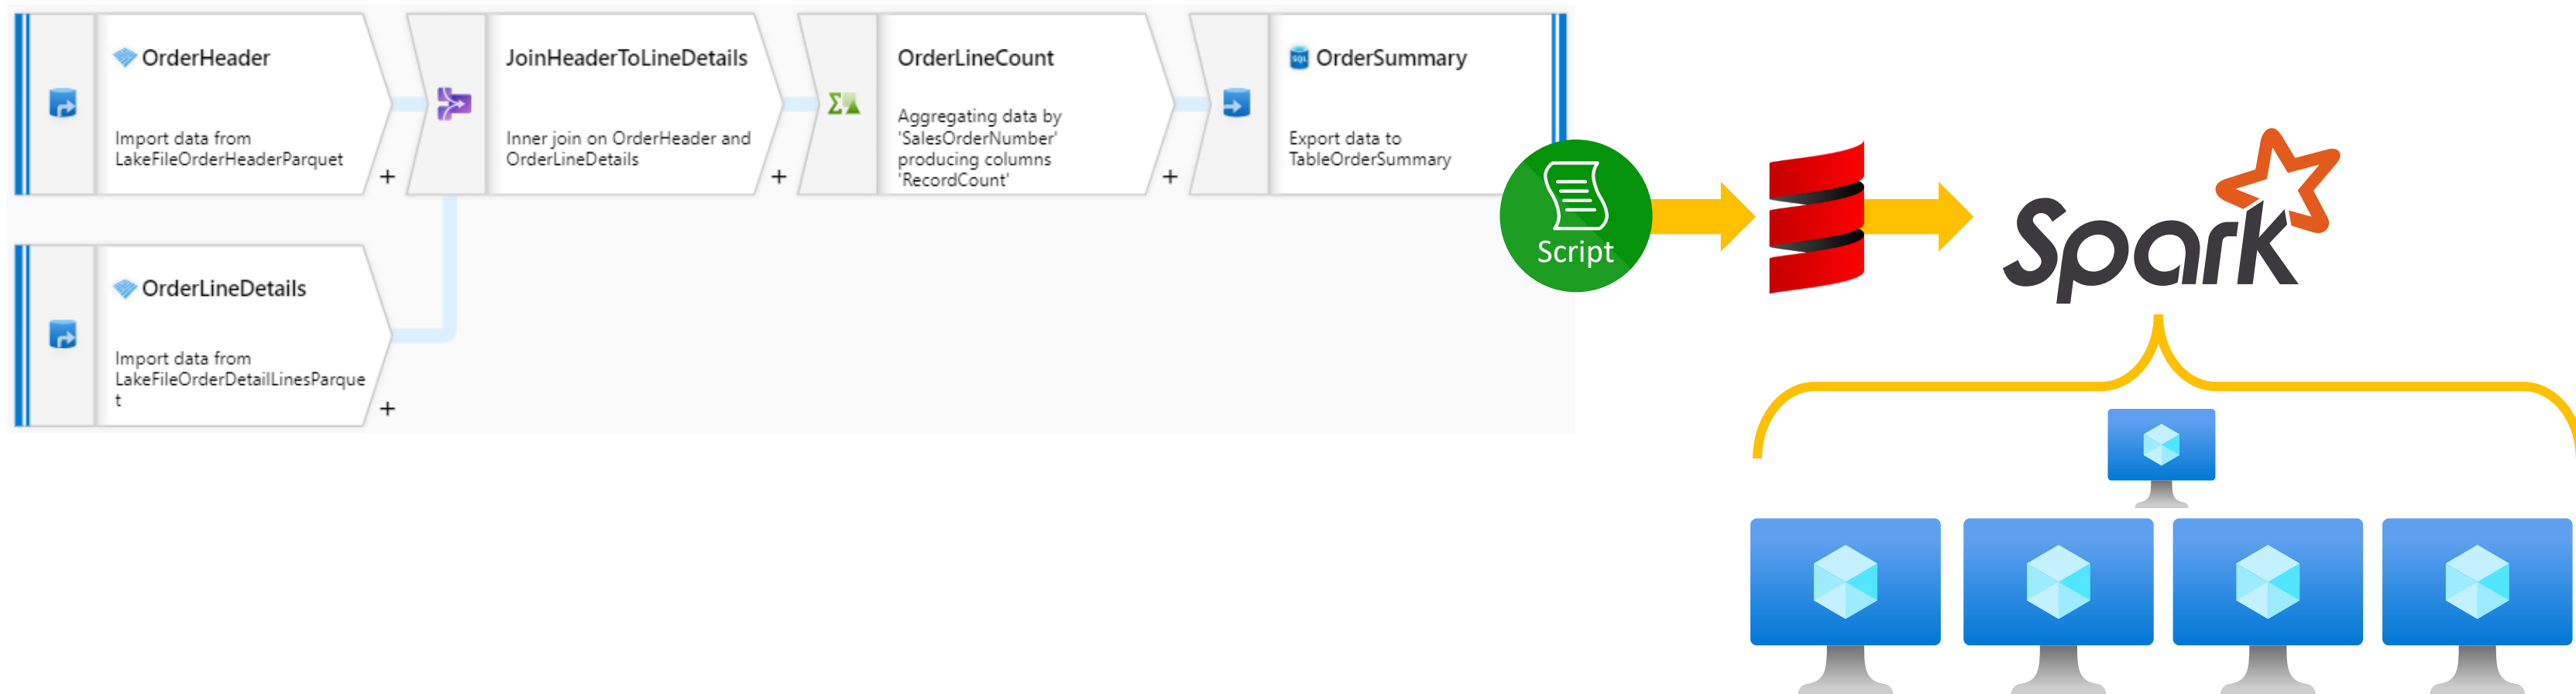 OrderHeader
Import data from
LakeFileOrderHeaderParquet
+
JoinHeaderToLineDetails
Inner join on OrderHeader and
OrderLineDetails
+
OrderLineCount
Aggregating data by
'SalesOrderNumber'
producing columns
'RecordCount'
+
SQL
OrderSummary
Export data to
TableOrderSummary
Script
Spark
OrderLineDetails
Import data from
LakeFileOrderDetailLinesParque
t
+